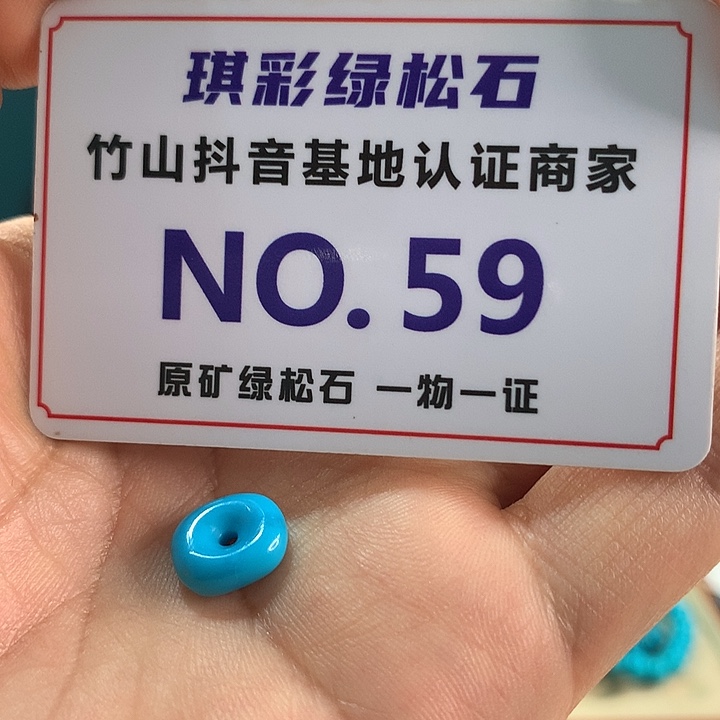 琪彩绿松石
竹山抖音基地认证商家
NO. 59
原矿绿松石 一物一证